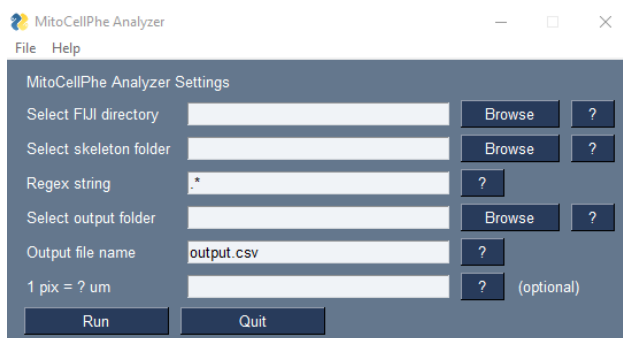 MitoCellPhe Analyzer
File Help
MitoCellPhe Analyzer Settings
Select FIJI directory Browse ?
Select skeleton folder Browse ?
Regex string .* ?
Select output folder Browse ?
Output file name output.csv ?
1 pix = ? um ? (optional)
Run Quit